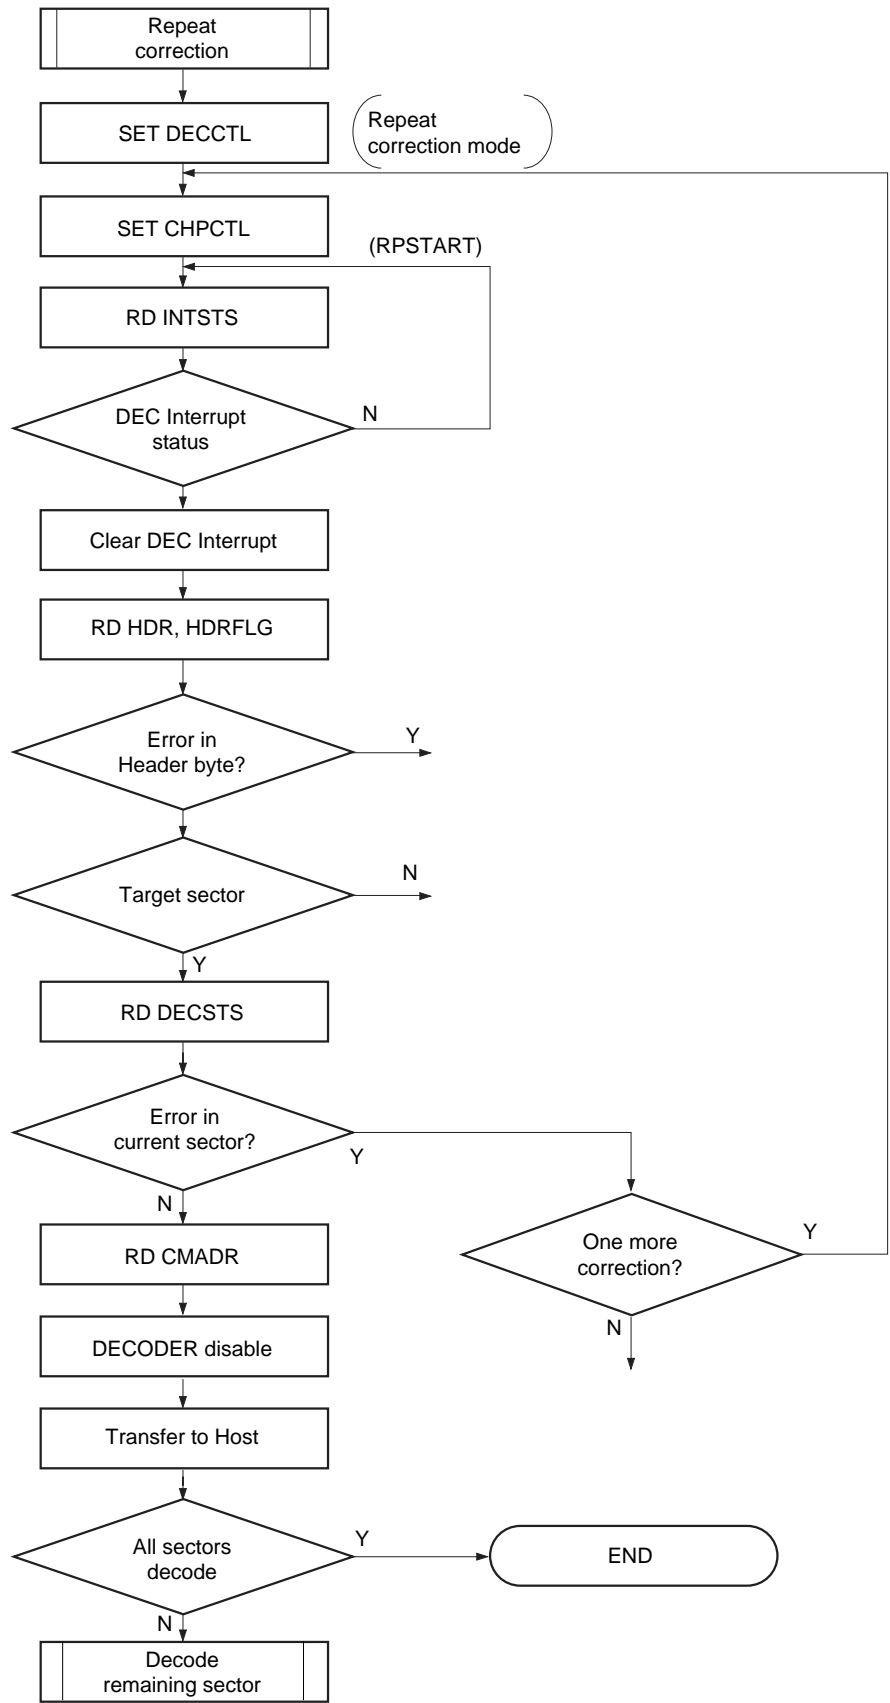 Repeat
correction
SET DECCTL
Repeat
correction mode
SET CHPCTL
(RPSTART)
RD INTSTS
DEC Interrupt
status
N
Clear DEC Interrupt
RD HDR, HDRFLG
Error in
Header byte?
Y
Target sector
N
Y
RD DECSTS
Error in
current sector?
Y
N
One more
correction?
Y
N
RD CMADR
DECODER disable
Transfer to Host
All sectors
decode
Y
END
N
Decode
remaining sector